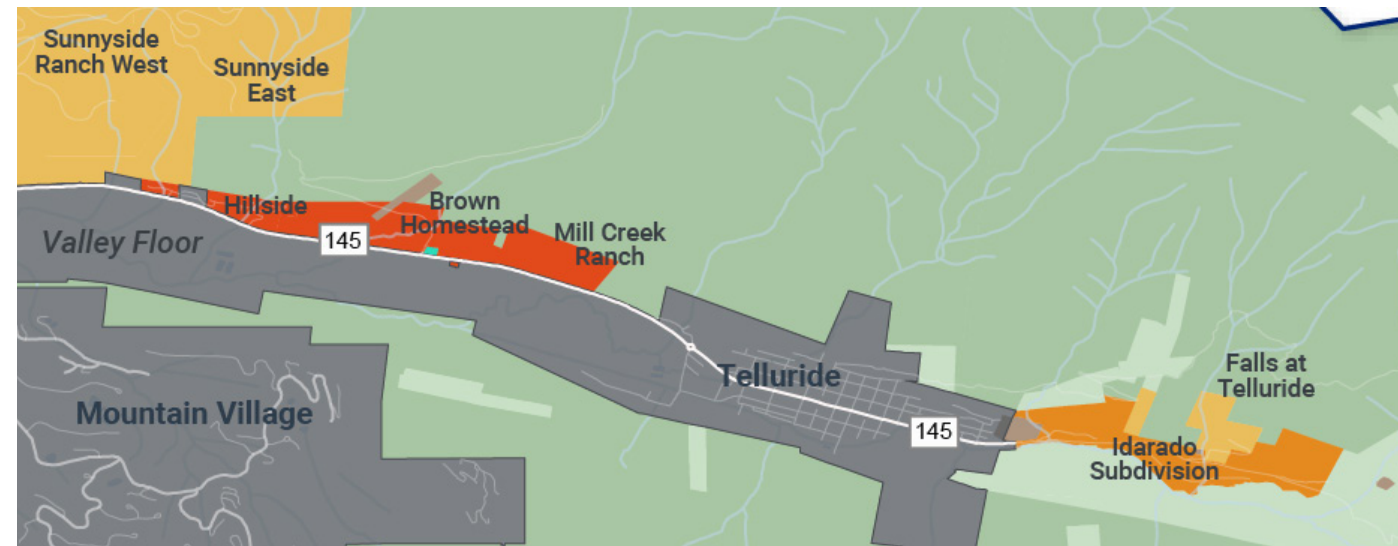 Sunnyside
Ranch West
Sunnyside
East
Hillside
Brown
Homestead
Mill Creek
Ranch
Valley Floor
145
Telluride
Mountain Village
145
Falls at
Telluride
Idarado
Subdivision